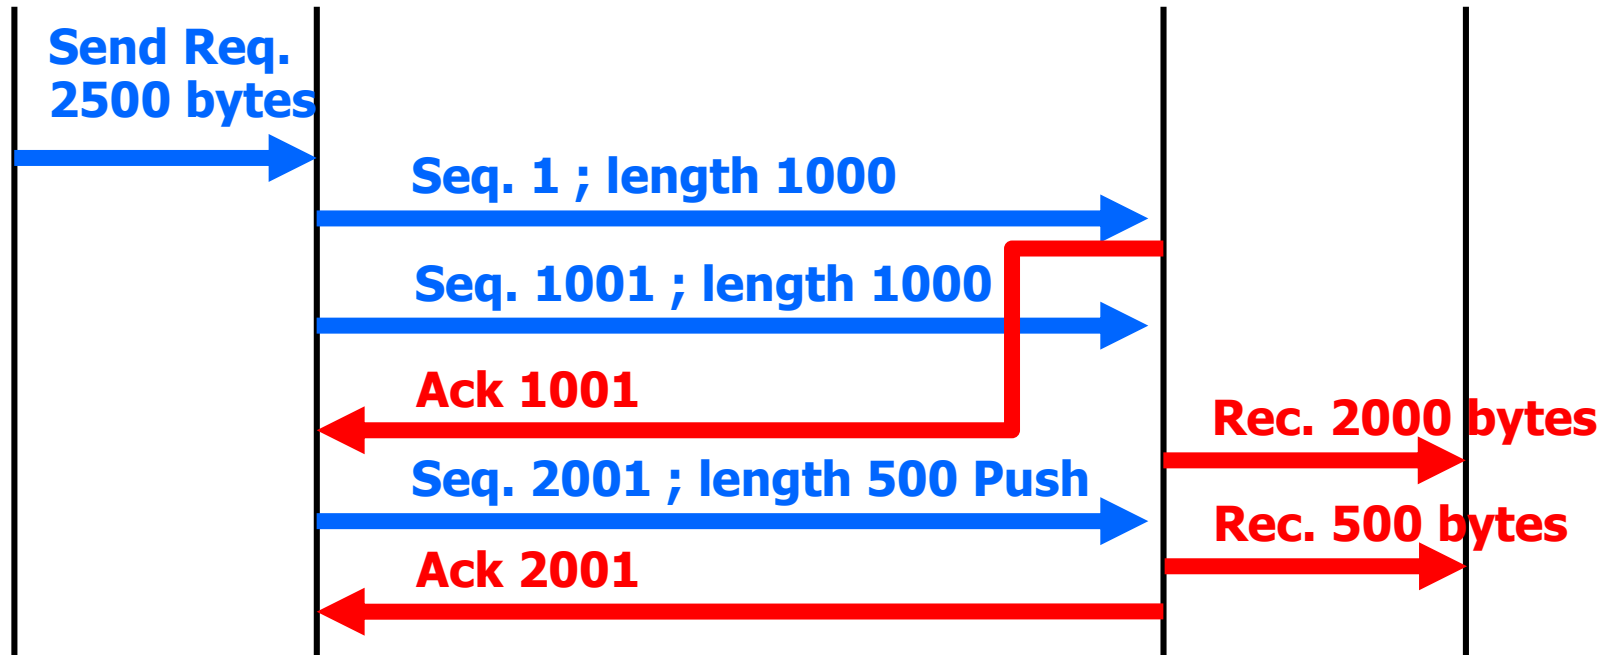 Send Req.
2500 bytes
Seq. 1 ; length 1000
Seq. 1001 ; length 1000
Ack 1001
Rec. 2000 bytes
Seq. 2001 ; length 500 Push
Rec. 500 bytes
Ack 2001